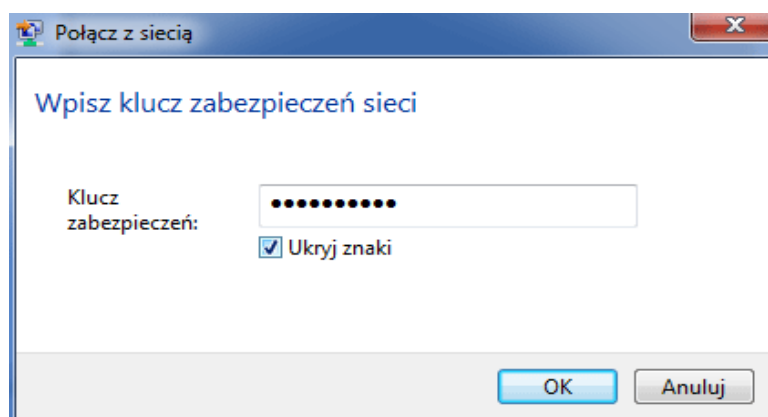 Połącz z siecią
Wpisz klucz zabezpieczeń sieci
Klucz
zabezpieczeń:
●●●●●●●●●●
Ukryj znaki
OK
Anuluj